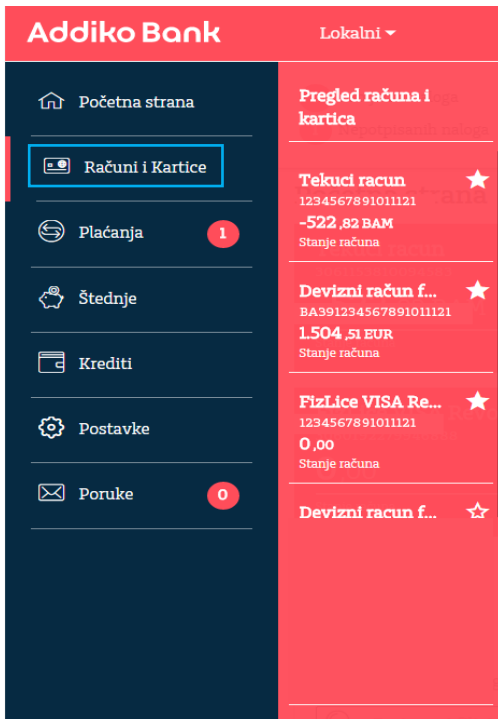 Addiko Bank
Lokalni
Početna strana
Računi i Kartice
Plaćanja
1
Štednje
Krediti
Postavke
Poruke
0
Pregled računa i
kartica
Tekuci racun
1234567891011121
-522 ,82 BAM
Stanje računa
Devizni račun f...
BA391234567891011121
1.504 ,51 EUR
Stanje računa
FizLice VISA Re...
1234567891011121
0 ,00
Stanje računa
Devizni racun f...